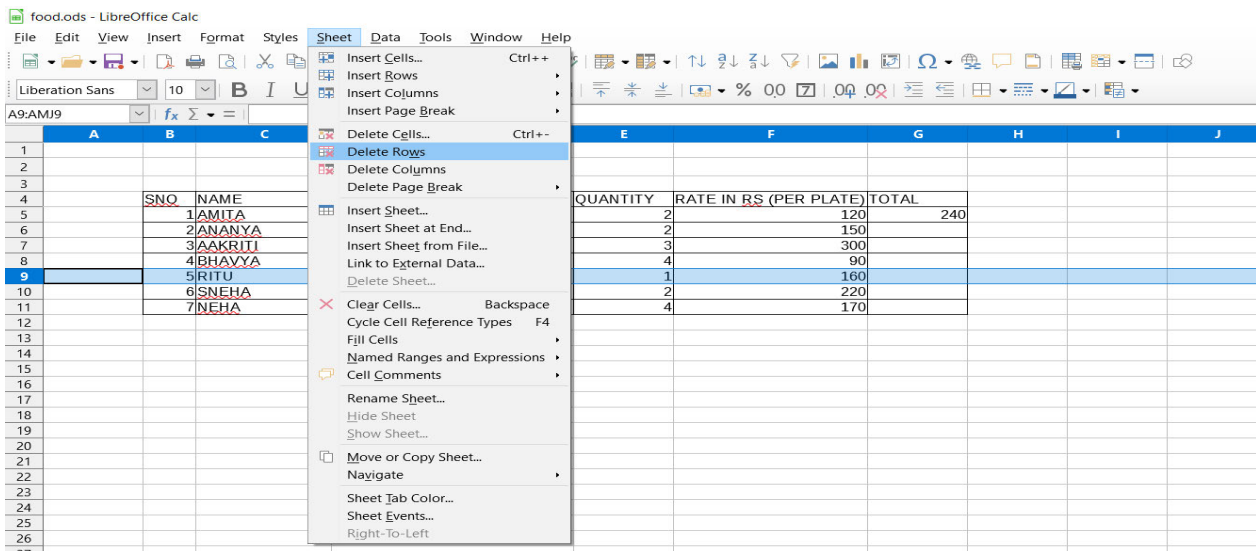 food.ods - LibreOffice Calc
File Edit View Insert Format Styles Sheet Data Tools Window Help
Liberation Sans 10 B I U % 0.0 7 .00 .00
A9:AMJ9 fx Σ =
A B C E F G H I J
Insert Cells... Ctrl++
Insert Rows
Insert Columns
Insert Page Break
Delete Cells... Ctrl+-
Delete Rows
Delete Columns
Delete Page Break
Insert Sheet...
Insert Sheet at End...
Insert Sheet from File...
Link to External Data...
Delete Sheet...
Clear Cells... Backspace
Cycle Cell Reference Types F4
Fill Cells
Named Ranges and Expressions
Cell Comments
Rename Sheet...
Hide Sheet
Show Sheet...
Move or Copy Sheet...
Navigate
Sheet Tab Color...
Sheet Events...
Right-To-Left
1
2
3
4 SNO NAME QUANTITY RATE IN RS (PER PLATE) TOTAL
5 1 AMITA 2 120 240
6 2 ANANYA 2 150
7 3 AAKRITI 3 300
8 4 BHAVYA 4 90
9 5 RITU 1 160
10 6 SNEHA 2 220
11 7 NEHA 4 170
12
13
14
15
16
17
18
19
20
21
22
23
24
25
26